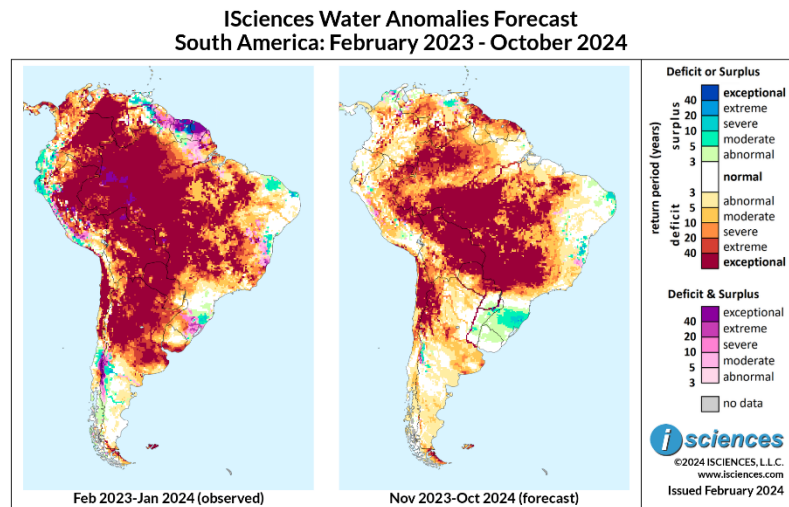 ISciences Water Anomalies Forecast
South America: February 2023 - October 2024
Feb 2023-Jan 2024 (observed)
Nov 2023-Oct 2024 (forecast)
Deficit or Surplus
return period (years)
surplus
deficit
exceptional
40
extreme
20
severe
10
moderate
5
abnormal
3
normal
3
abnormal
5
moderate
10
severe
20
extreme
40
exceptional
Deficit & Surplus
exceptional
40
extreme
20
severe
10
moderate
5
abnormal
3
no data
i sciences
©2024 ISCIENCES, L.L.C.
www.isciences.com
Issued February 2024